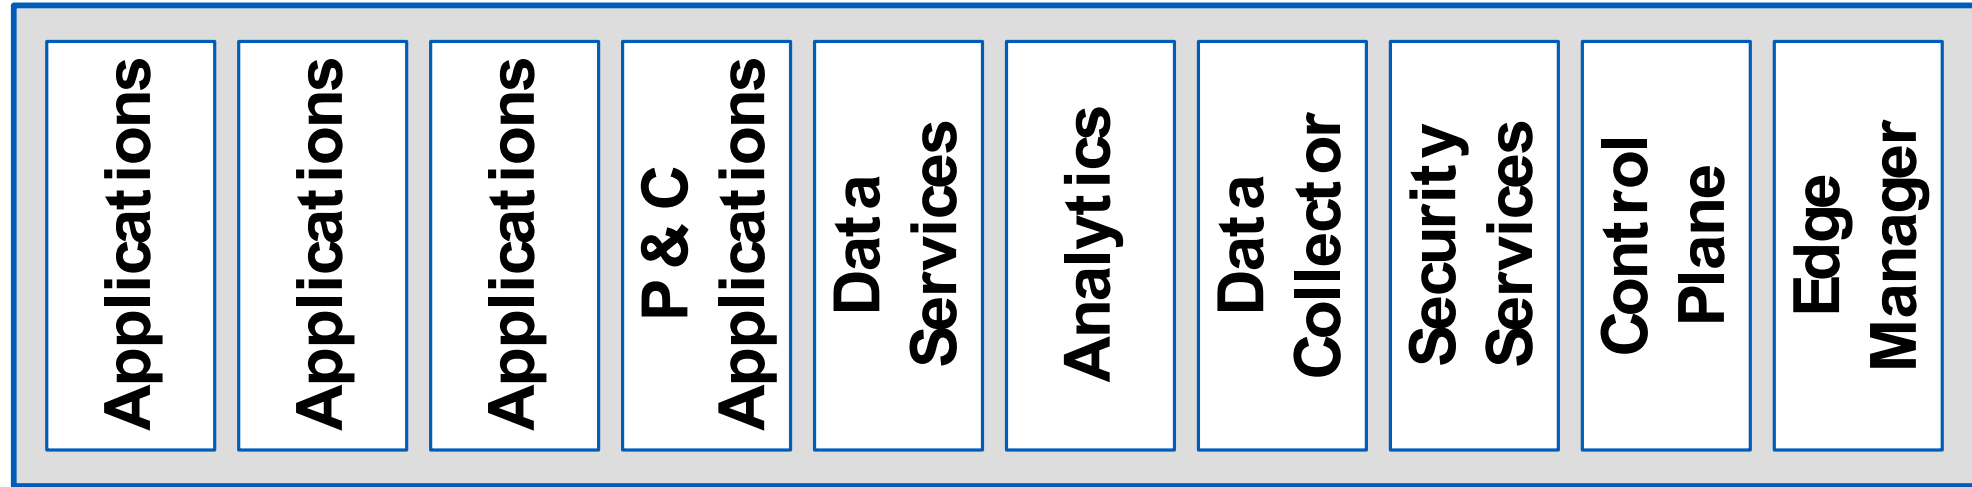 Applications
Applications
Applications
P & C
Applications
Data
Services
Analytics
Data
Collector
Security
Services
Control
Plane
Edge
Manager